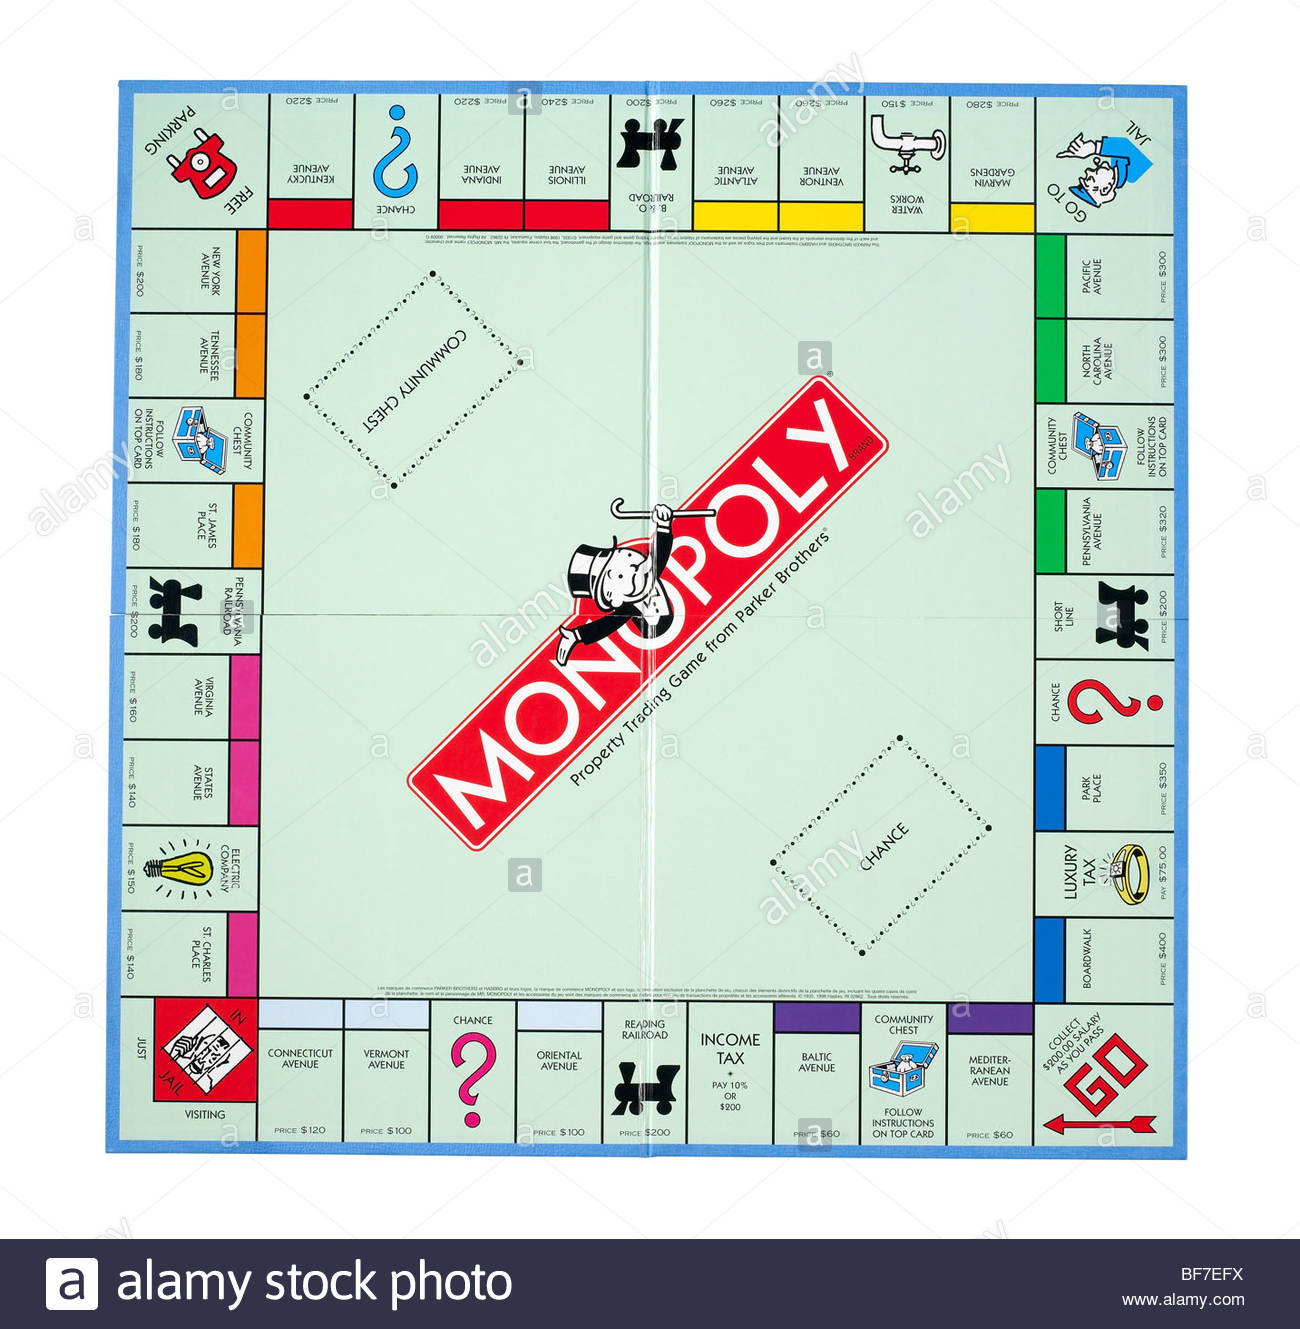 FREE
PARKING
KENTUCKY
AVENUE
PRICE $220
CHANCE
INDIANA
AVENUE
PRICE $220
ILLINOIS
AVENUE
PRICE $240
B. & O.
RAILROAD
PRICE $200
ATLANTIC
AVENUE
PRICE $260
VENTNOR
AVENUE
PRICE $260
WATER
WORKS
PRICE $150
MARVIN
GARDENS
PRICE $280
GO TO
JAIL
NEW YORK
AVENUE
PRICE $200
TENNESSEE
AVENUE
PRICE $180
COMMUNITY
CHEST
FOLLOW
INSTRUCTIONS
ON TOP CARD
ST. JAMES
PLACE
PRICE $180
PENNSYLVANIA
RAILROAD
PRICE $200
VIRGINIA
AVENUE
PRICE $160
STATES
AVENUE
PRICE $140
ELECTRIC
COMPANY
PRICE $150
ST. CHARLES
PLACE
PRICE $140
COMMUNITY CHEST
MONOPOLY
BRAND
®
Property Trading Game from Parker Brothers®
CHANCE
PACIFIC
AVENUE
PRICE $300
NORTH
CAROLINA
AVENUE
PRICE $300
COMMUNITY
CHEST
FOLLOW
INSTRUCTIONS
ON TOP CARD
PENNSYLVANIA
AVENUE
PRICE $320
SHORT
LINE
PRICE $200
CHANCE
PARK
PLACE
PRICE $350
LUXURY
TAX
PAY $75.00
BOARDWALK
PRICE $400
IN
JAIL
JUST
VISITING
CONNECTICUT
AVENUE
PRICE $120
VERMONT
AVENUE
PRICE $100
CHANCE
ORIENTAL
AVENUE
PRICE $100
READING
RAILROAD
PRICE $200
INCOME
TAX
PAY 10%
OR
$200
BALTIC
AVENUE
PRICE $60
COMMUNITY
CHEST
FOLLOW
INSTRUCTIONS
ON TOP CARD
MEDITER-
RANEAN
AVENUE
PRICE $60
COLLECT
$200.00 SALARY
AS YOU PASS
GO
alamy
alamy
alamy
alamy
alamy
alamy
a alamy stock photo
BF7EFX
www.alamy.com